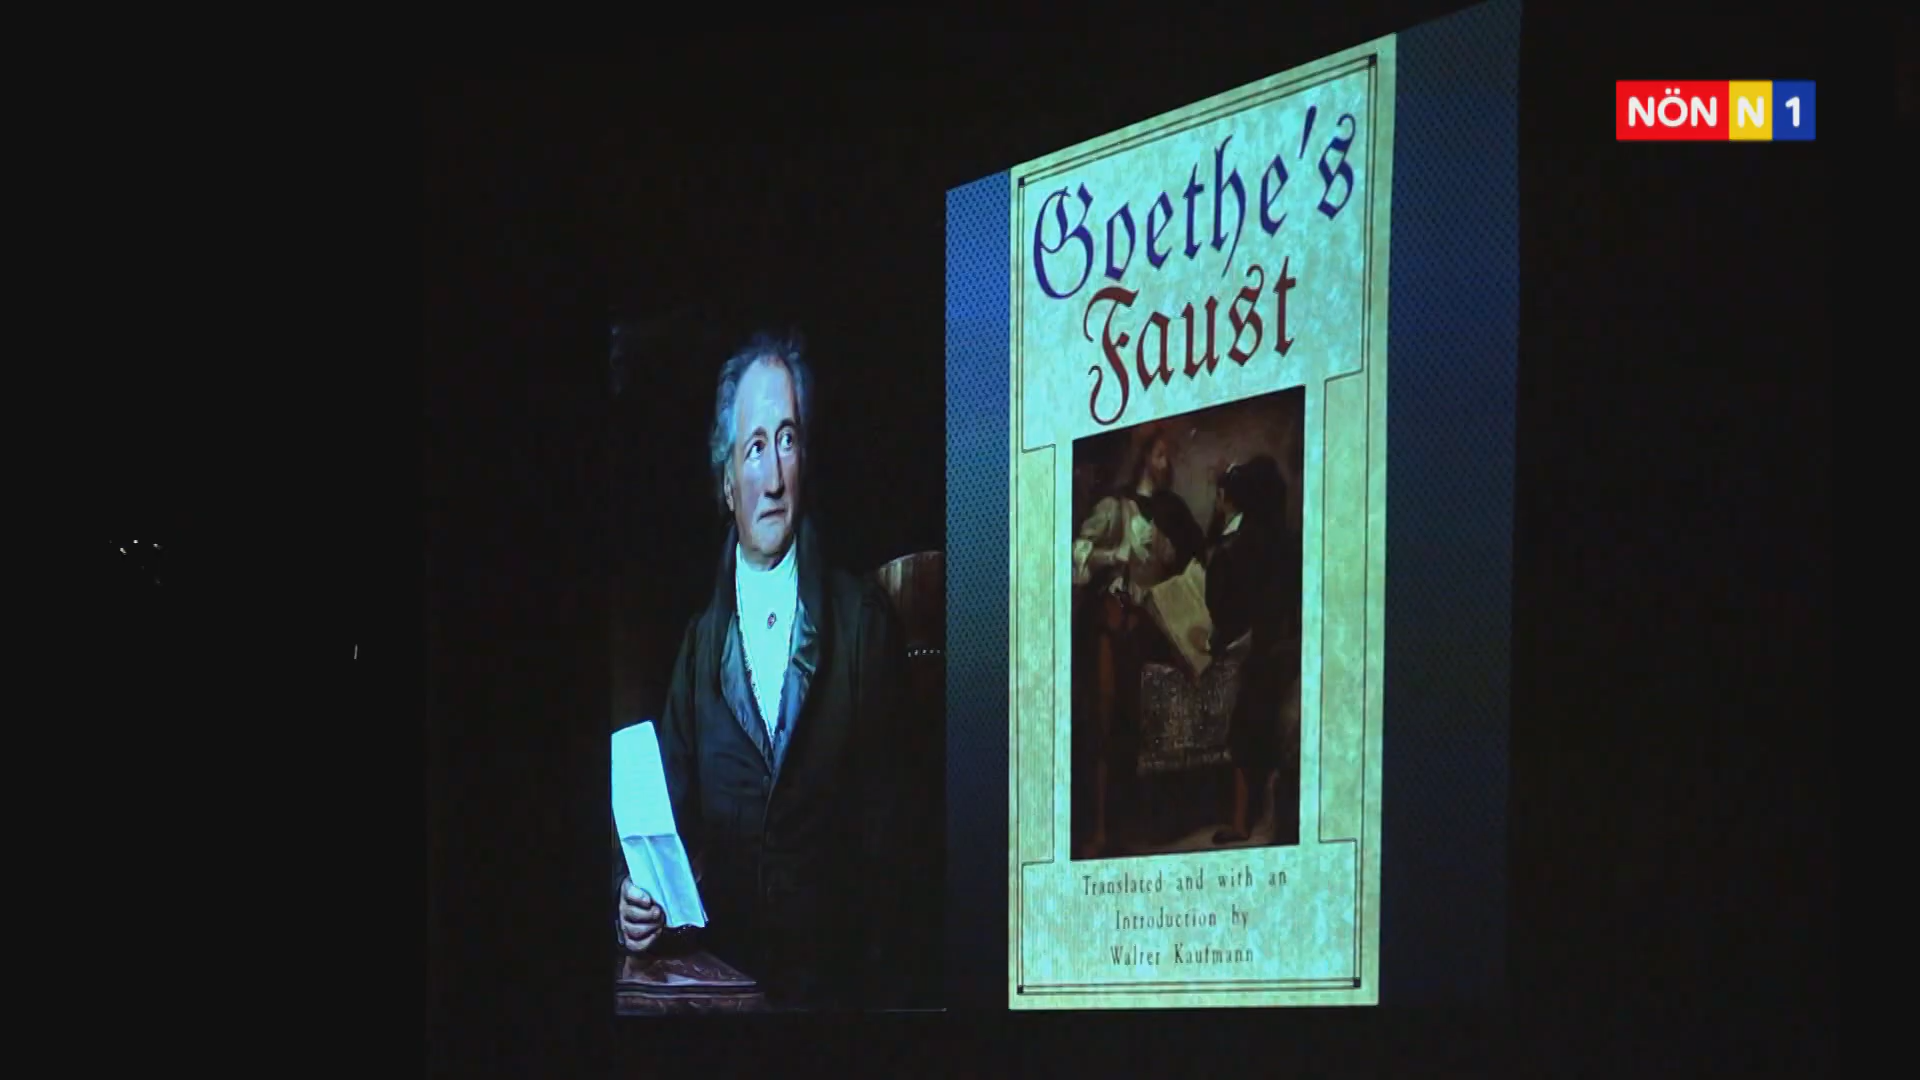 NÖN N 1
Goethe's
Faust
Translated and with an
Introduction by
Walter Kaufmann